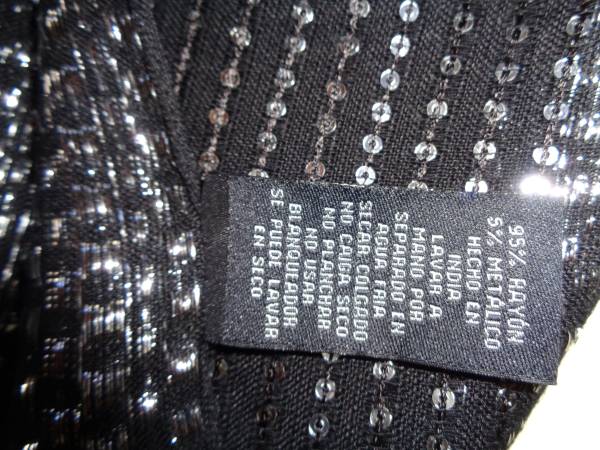 95% RAYÓN
5% METÁLICO
HECHO EN
INDIA
LAVAR A
MANO POR
SEPARADO EN
AGUA FRIA
SECAR COLGADO
NO CAIGA SECO
NO PLANCHAR
NO USAR
BLANQUEADOR
SE PUEDE LAVAR
EN SECO